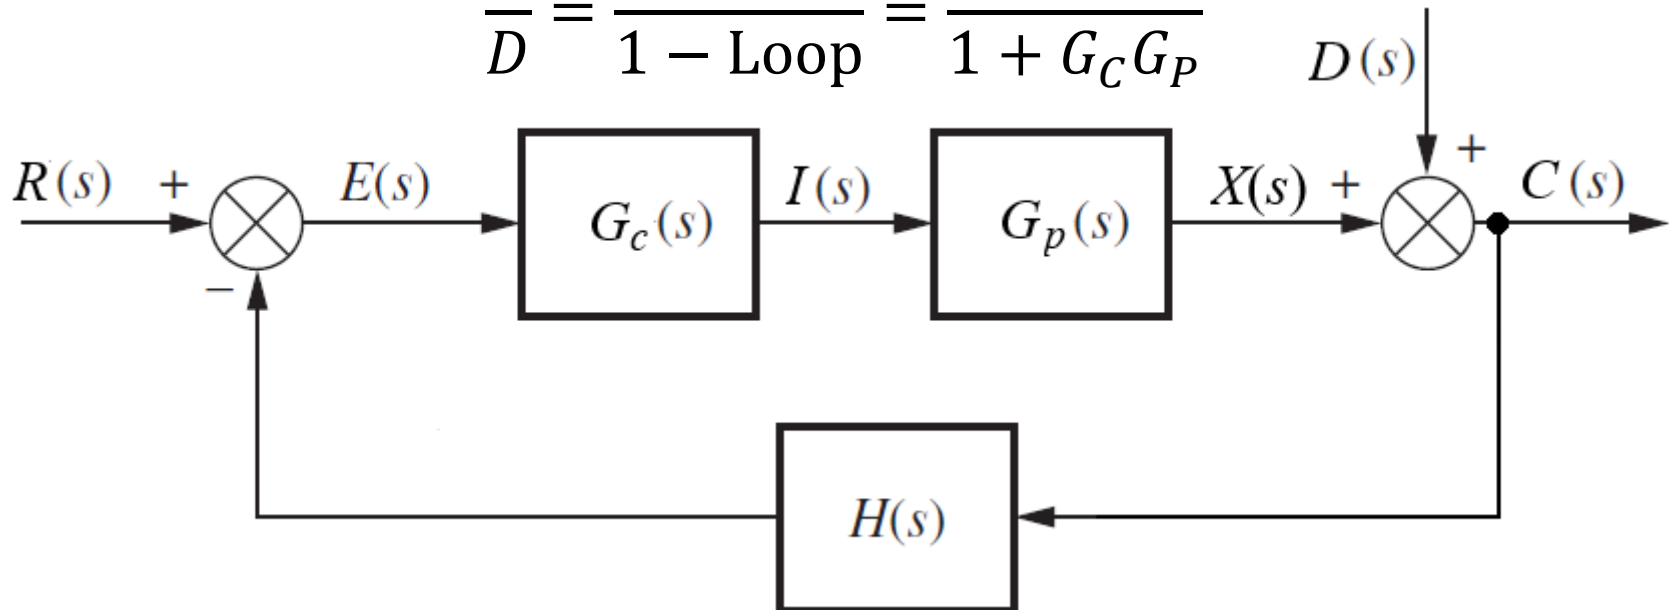 D = 1 − Loop = 1 + G_C G_P
D(s)
R(s) + E(s) G_c(s) I(s) G_p(s) X(s) + + C(s)
−
H(s)